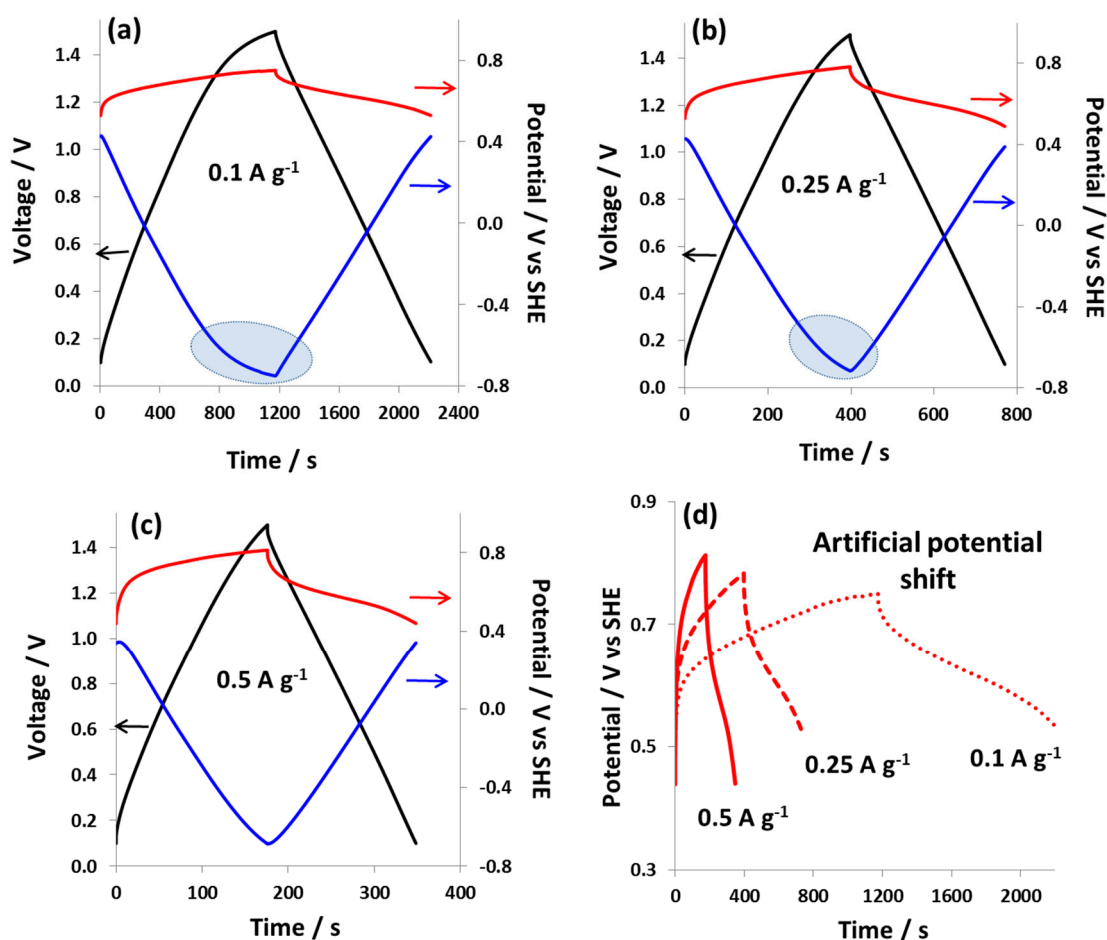 (a)
1.4
1.2
1.0
0.8
0.6
0.4
0.2
0.0
Voltage / V
0.1 A g⁻¹
0.8
0.4
0.0
-0.4
-0.8
Potential / V vs SHE
0 400 800 1200 1600 2000 2400
Time / s
(b)
1.4
1.2
1.0
0.8
0.6
0.4
0.2
0.0
Voltage / V
0.25 A g⁻¹
0.8
0.4
0.0
-0.4
-0.8
Potential / V vs SHE
0 200 400 600 800
Time / s
(c)
1.4
1.2
1.0
0.8
0.6
0.4
0.2
0.0
Voltage / V
0.5 A g⁻¹
0.8
0.4
0.0
-0.4
-0.8
Potential / V vs SHE
0 100 200 300 400
Time / s
(d)
0.9
0.7
0.5
0.3
Potential / V vs SHE
Artificial potential
shift
0.1 A g⁻¹
0.25 A g⁻¹
0.5 A g⁻¹
0 400 800 1200 1600 2000
Time / s